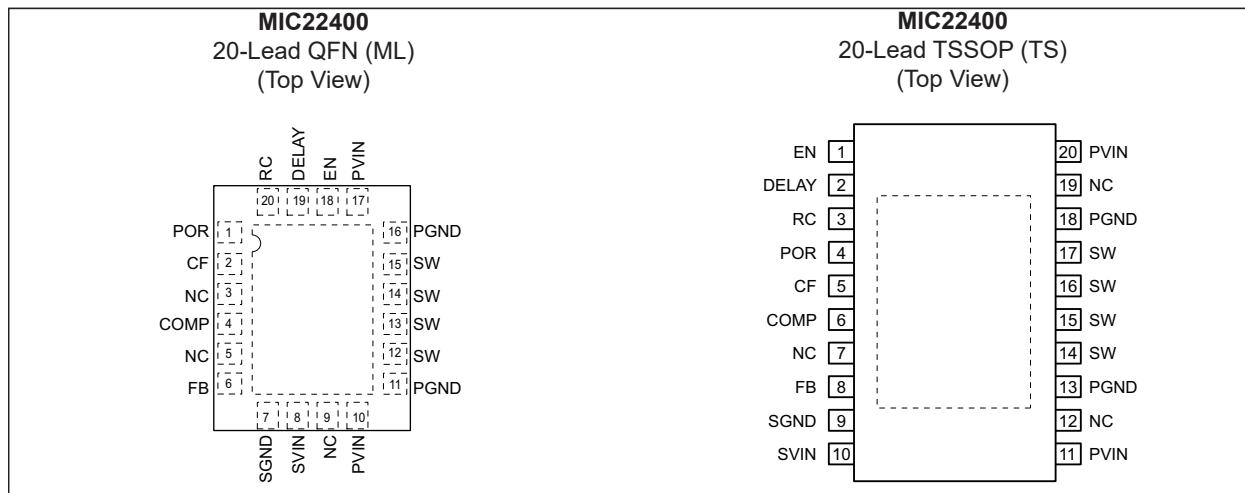 MIC22400
20-Lead QFN (ML)
(Top View)
RC
DELAY
EN
PVIN
20
19
18
17
POR 1
CF 2
NC 3
COMP 4
NC 5
FB 6
16 PGND
15 SW
14 SW
13 SW
12 SW
11 PGND
7
8
9
10
SGND
SVIN
NC
PVIN
MIC22400
20-Lead TSSOP (TS)
(Top View)
EN 1
DELAY 2
RC 3
POR 4
CF 5
COMP 6
NC 7
FB 8
SGND 9
SVIN 10
20 PVIN
19 NC
18 PGND
17 SW
16 SW
15 SW
14 SW
13 PGND
12 NC
11 PVIN